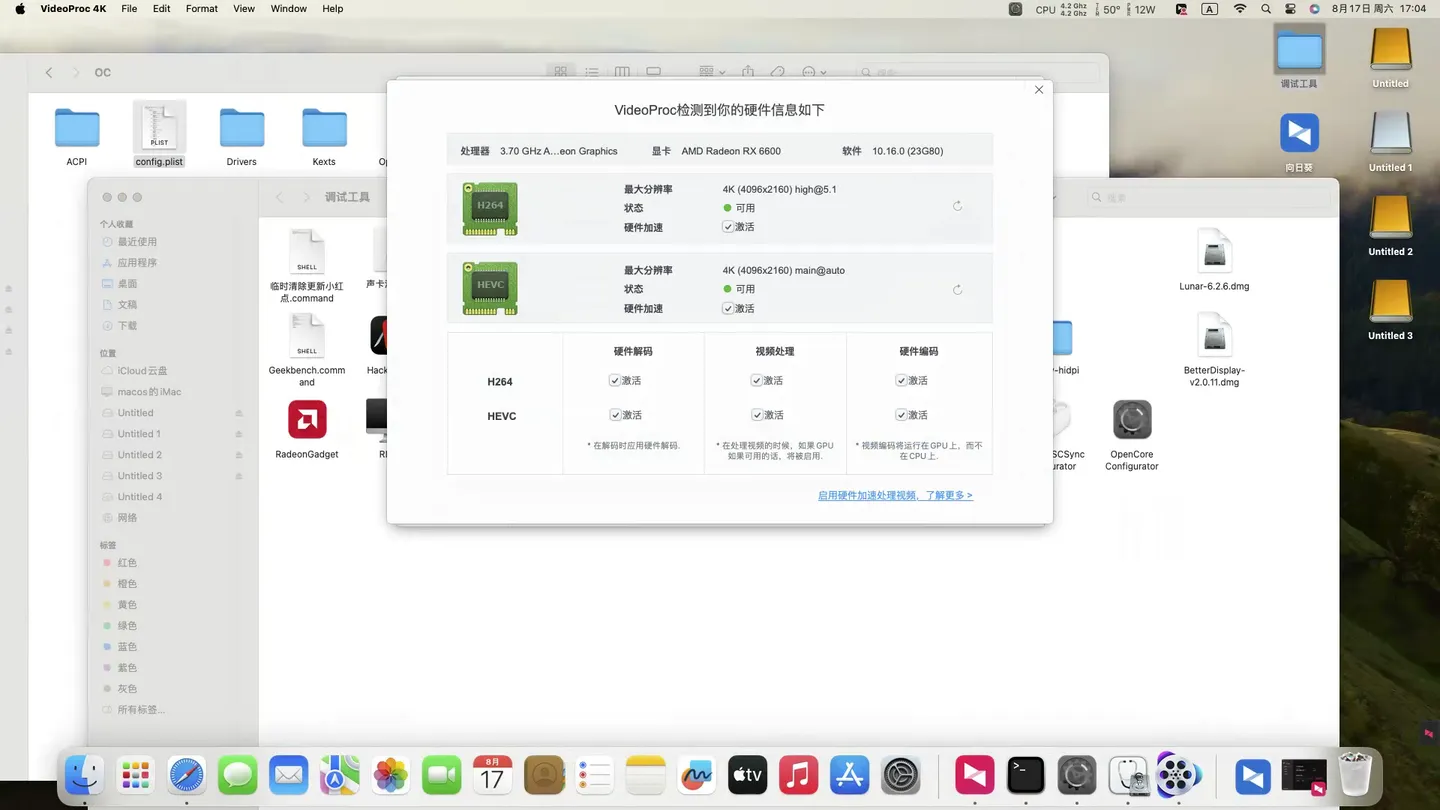 VideoProc 4K File Edit Format View Window Help
CPU 4.2 Ghz 4.2 Ghz 50° 12W A 8月17日 周六 17:04
OC
ACPI
config.plist
Drivers
Kexts
调试工具
个人收藏
最近使用
应用程序
桌面
文稿
下载
位置
iCloud云盘
macos的iMac
Untitled
Untitled 1
Untitled 2
Untitled 3
Untitled 4
网络
标签
红色
橙色
黄色
绿色
蓝色
紫色
灰色
所有标签...
SHELL
临时清除更新小红
点.command
SHELL
Geekbench.comm
and
RadeonGadget
VideoProc检测到你的硬件信息如下
处理器 3.70 GHz A...eon Graphics 显卡 AMD Radeon RX 6600 软件 10.16.0 (23G80)
H264
最大分辨率 4K (4096x2160) high@5.1
状态 可用
硬件加速 激活
HEVC
最大分辨率 4K (4096x2160) main@auto
状态 可用
硬件加速 激活
硬件解码 视频处理 硬件编码
H264 激活 激活 激活
HEVC 激活 激活 激活
* 在解码时应用硬件解码.
* 在处理视频的时候，如果GPU
如果可用的话，将被启用.
* 视频编码将运行在GPU上，而不
在CPU上.
启用硬件加速处理视频，了解更多 >
搜索
Lunar-6.2.6.dmg
-hidpi
BetterDisplay-
v2.0.11.dmg
OpenCore
Configurator
调试工具
向日葵
Untitled
Untitled 1
Untitled 2
Untitled 3
8月
17
tv